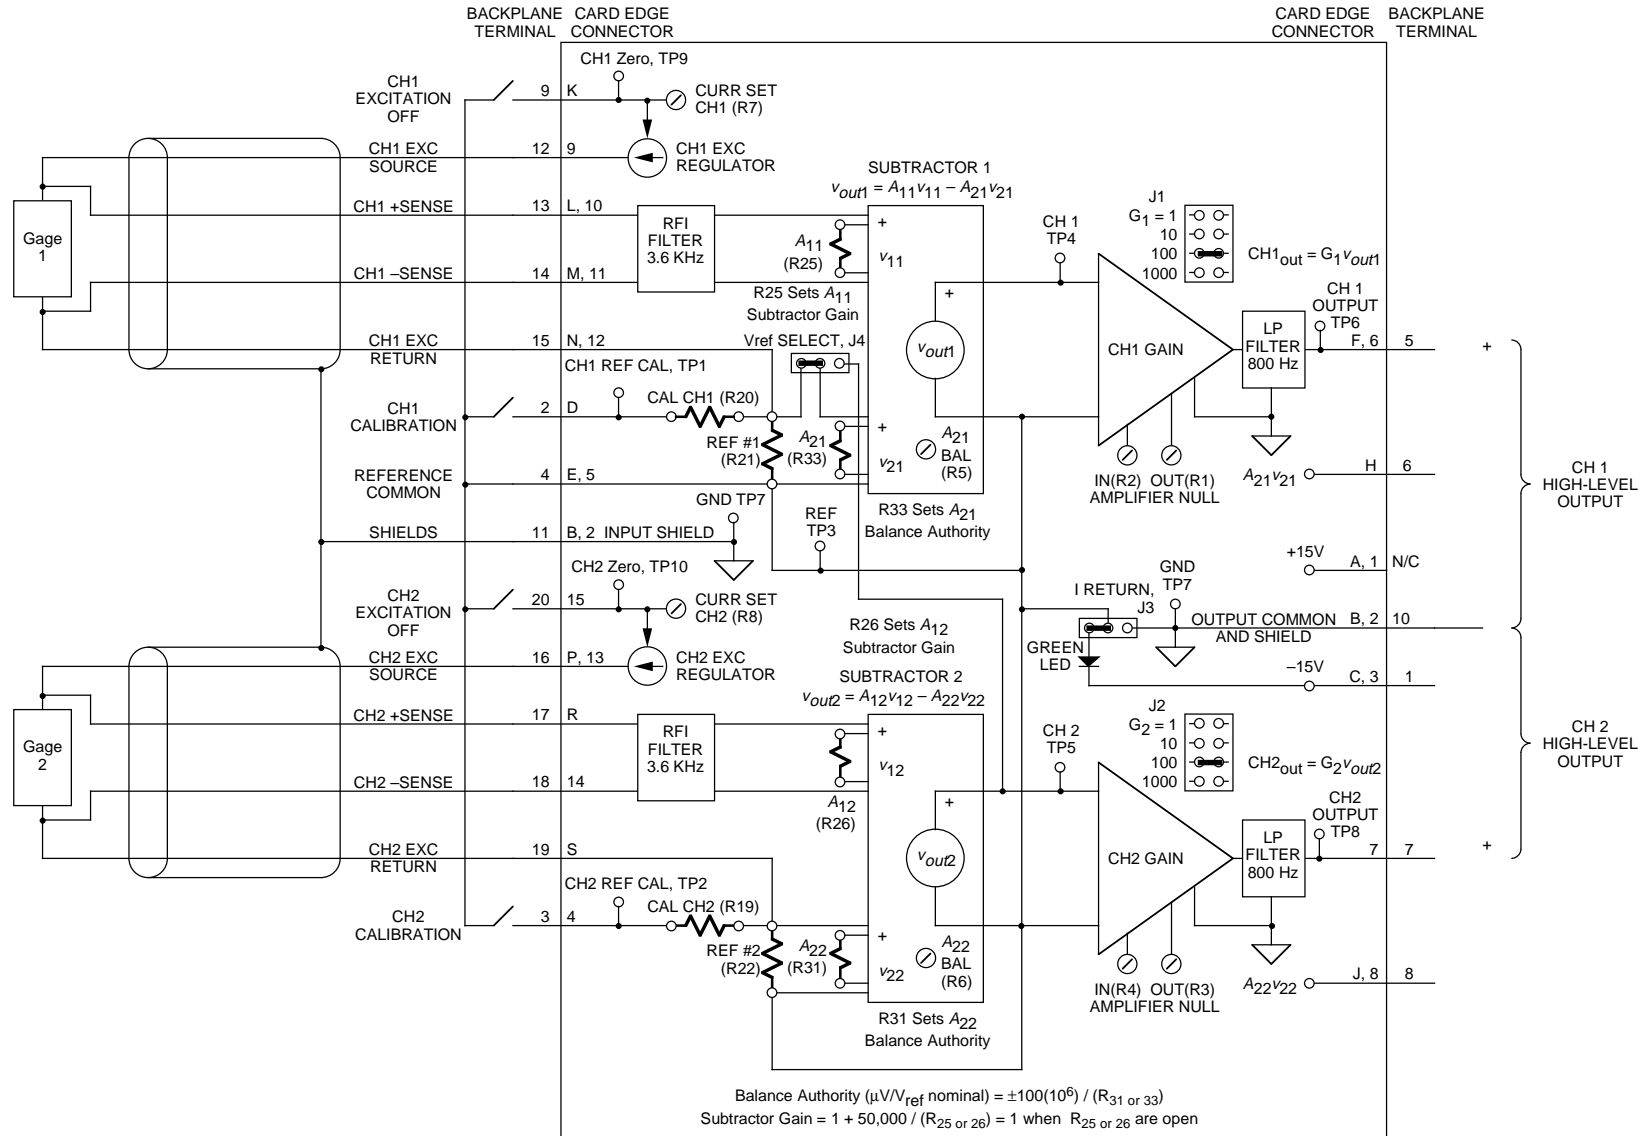 BACKPLANE TERMINAL
CARD EDGE CONNECTOR
CARD EDGE CONNECTOR
BACKPLANE TERMINAL
CH1 Zero, TP9
CH1 EXCITATION OFF
9 K
CURR SET CH1 (R7)
CH1 EXC SOURCE
12 9
CH1 EXC REGULATOR
Gage 1
CH1 +SENSE
13 L, 10
RFI FILTER 3.6 KHz
CH1 –SENSE
14 M, 11
SUBTRACTOR 1
vout1 = A11v11 – A21v21
+
A11 (R25)
v11
R25 Sets A11
Subtractor Gain
+
vout1
CH 1 TP4
J1
G1 = 1
10
100
1000
CH1out = G1vout1
CH1 GAIN
LP FILTER 800 Hz
CH 1 OUTPUT TP6
F, 6 5
+
CH1 EXC RETURN
15 N, 12
Vref SELECT, J4
CH1 REF CAL, TP1
CH1 CALIBRATION
2 D
CAL CH1 (R20)
REF #1 (R21)
A21 (R33)
+
v21
A21 BAL (R5)
IN(R2) OUT(R1)
AMPLIFIER NULL
A21v21
H 6
CH 1 HIGH-LEVEL OUTPUT
REFERENCE COMMON
4 E, 5
R33 Sets A21
Balance Authority
GND TP7
REF TP3
SHIELDS
11 B, 2 INPUT SHIELD
+15V
A, 1 N/C
CH2 Zero, TP10
CH2 EXCITATION OFF
20 15
CURR SET CH2 (R8)
I RETURN, J3
GND TP7
OUTPUT COMMON AND SHIELD
B, 2 10
GREEN LED
–15V
C, 3 1
R26 Sets A12
Subtractor Gain
CH2 EXC SOURCE
16 P, 13
CH2 EXC REGULATOR
SUBTRACTOR 2
vout2 = A12v12 – A22v22
Gage 2
CH2 +SENSE
17 R
RFI FILTER 3.6 KHz
CH2 –SENSE
18 14
+
v12
A12 (R26)
+
vout2
CH 2 TP5
J2
G2 = 1
10
100
1000
CH2out = G2vout2
CH2 GAIN
LP FILTER 800 Hz
CH2 OUTPUT TP8
7 7
+
CH 2 HIGH-LEVEL OUTPUT
CH2 EXC RETURN
19 S
CH2 REF CAL, TP2
CH2 CALIBRATION
3 4
CAL CH2 (R19)
REF #2 (R22)
A22 (R31)
+
v22
A22 BAL (R6)
IN(R4) OUT(R3)
AMPLIFIER NULL
A22v22
J, 8 8
R31 Sets A22
Balance Authority
Balance Authority (µV/Vref nominal) = ±100(10⁶) / (R31 or 33)
Subtractor Gain = 1 + 50,000 / (R25 or 26) = 1 when R25 or 26 are open